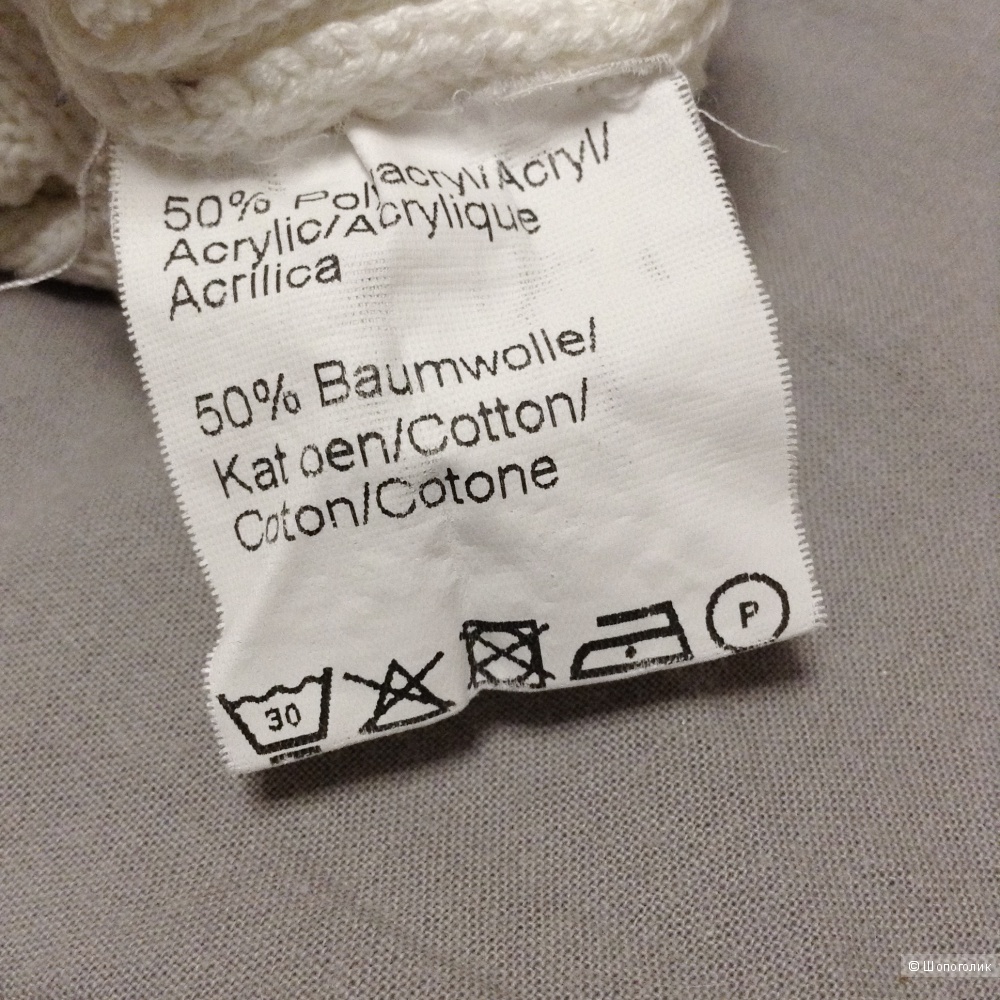 50% Polyacryl/Acryl/
Acrylic/Acrylique
Acrilica
50% Baumwolle/
Katoen/Cotton/
Coton/Cotone
30
P
© Шопоголик